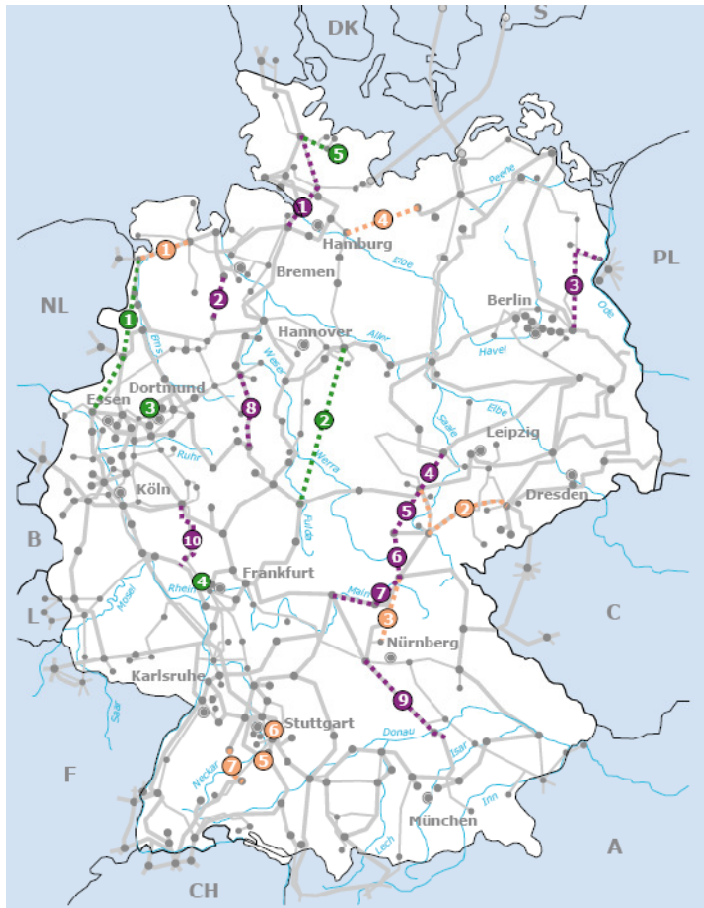 DK
S
5
1
4
Peene
Hamburg
1
Elbe
Bremen
PL
NL
2
3
Oder
Berlin
1
Hannover
Aller
Ems
Weser
Havel
Dortmund
Essen
3
8
2
Elbe
Saale
Leipzig
Ruhr
Werra
4
Köln
5
2
Dresden
B
10
Fulda
6
Frankfurt
4
Rhein
Main
7
Mosel
L
3
C
Nürnberg
Karlsruhe
9
Saar
6
Stuttgart
Donau
Isar
F
Neckar
7
5
Inn
München
A
Lech
CH